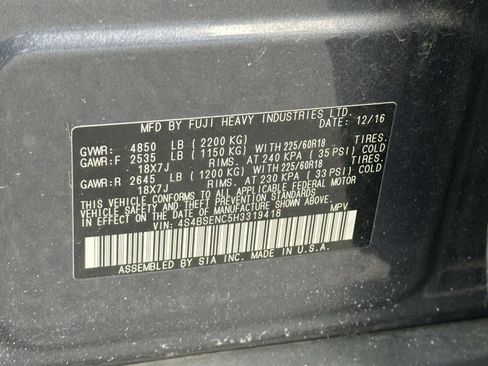 MFD BY FUJI HEAVY INDUSTRIES LTD.
DATE: 12/16
GVWR: 4850 LB (2200 KG)
GAWR:F 2535 LB (1150 KG) WITH 225/60R18 TIRES.
18X7J RIMS. AT 240 KPA (35 PSI) COLD
GAWR:R 2645 LB (1200 KG) WITH 225/60R18 TIRES.
18X7J RIMS. AT 230 KPA (33 PSI) COLD
THIS VEHICLE CONFORMS TO ALL APPLICABLE FEDERAL MOTOR
VEHICLE SAFETY AND BUMPER STANDARDS IN EFFECT ON THE
DATE OF MANUFACTURE SHOWN ABOVE.
VIN: 4S4BSENC5H3319418 MPV
ASSEMBLED BY SIA INC. MADE IN U.S.A.